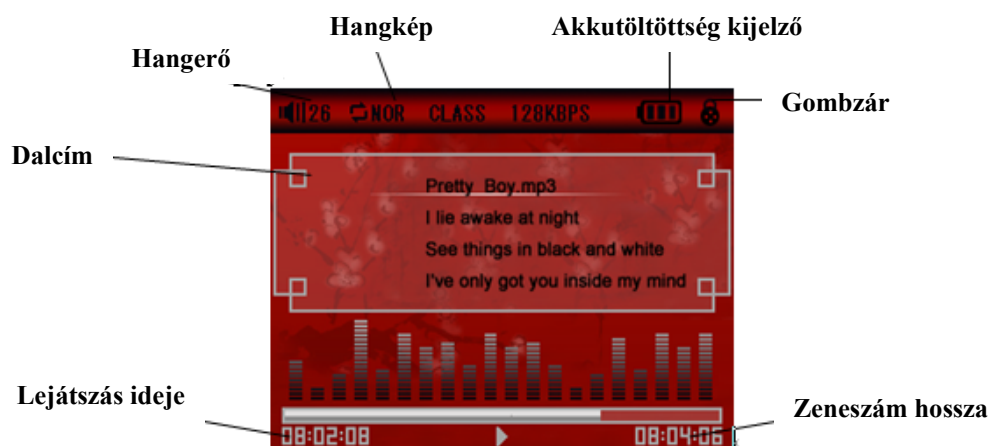 Hangkép
Akkutöltöttség kijelző
Hangerő
Gombzár
26 NOR CLASS 128KBPS
Dalcím
Pretty Boy.mp3
I lie awake at night
See things in black and white
I've only got you inside my mind
Lejátszás ideje
Zeneszám hossza
08:02:08
08:04:06